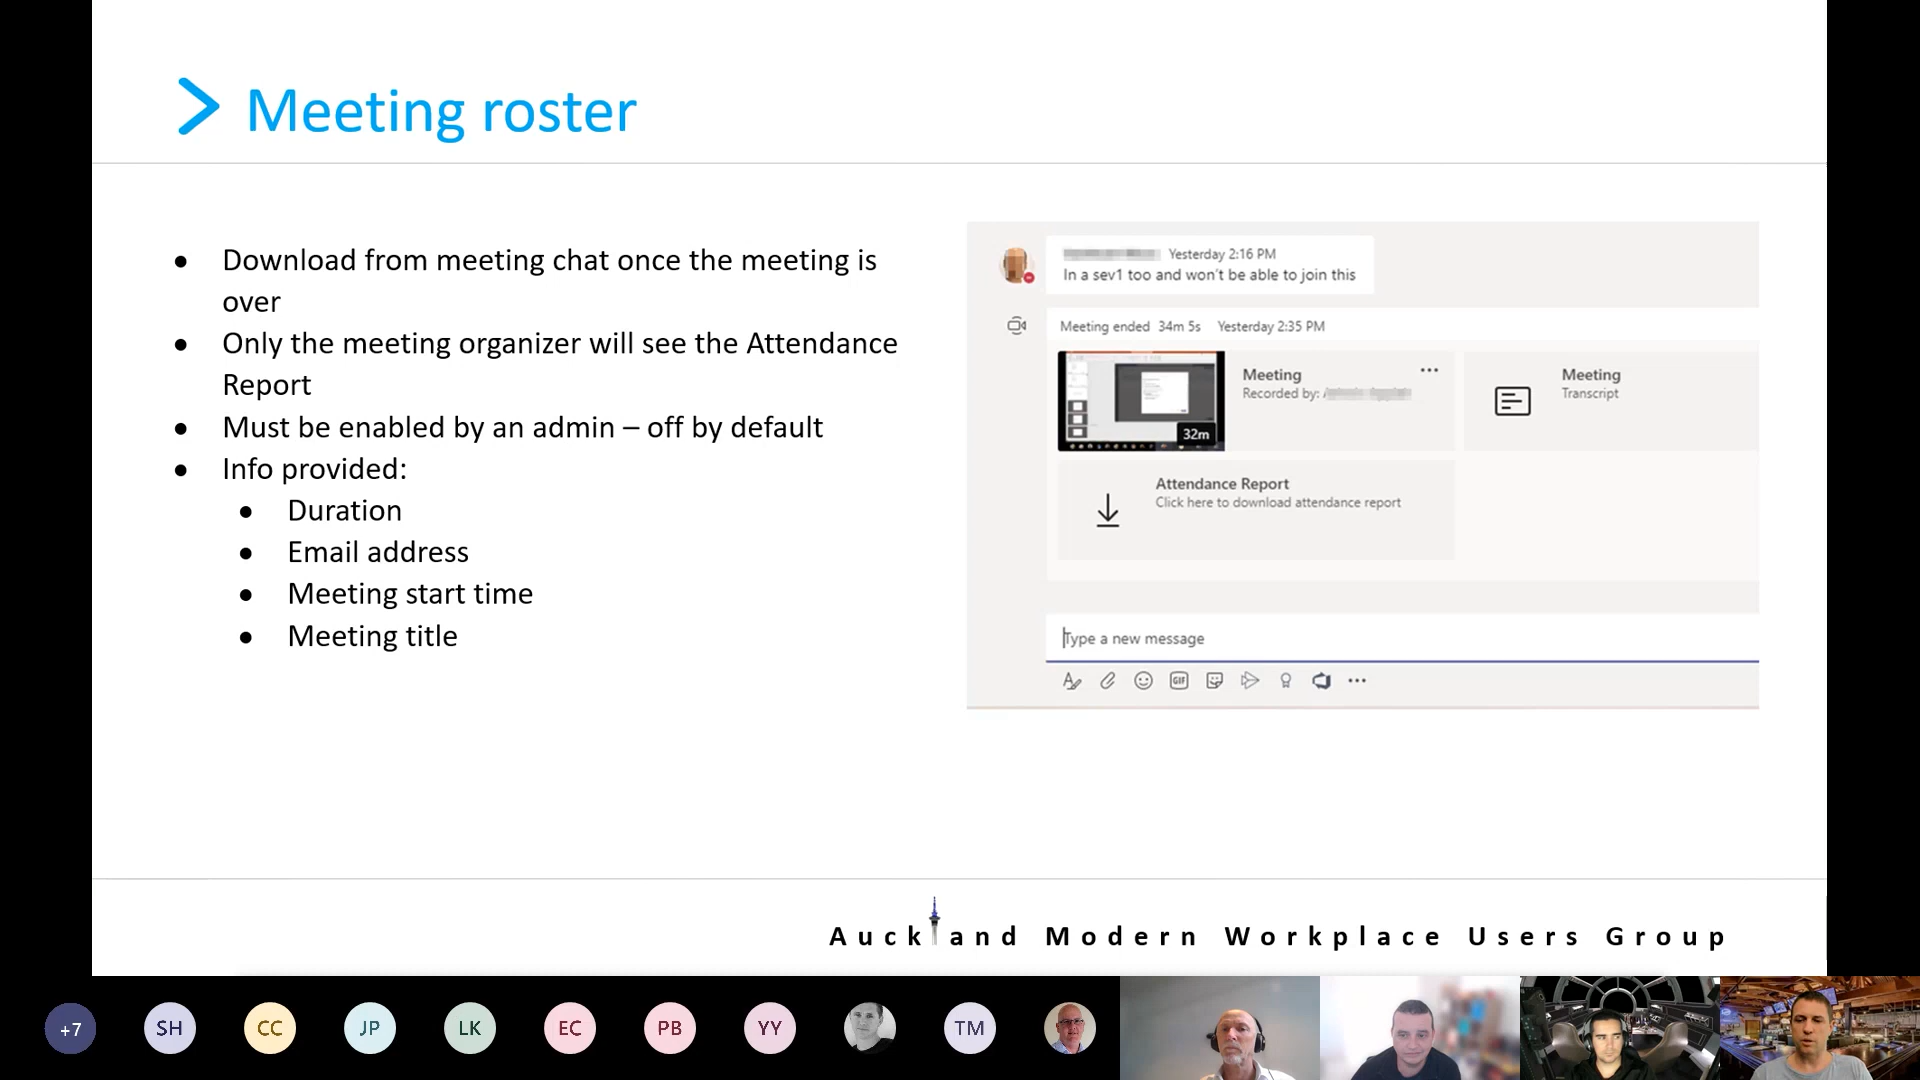 Meeting roster
Download from meeting chat once the meeting is
over
Only the meeting organizer will see the Attendance
Report
Must be enabled by an admin – off by default
Info provided:
Duration
Email address
Meeting start time
Meeting title
Yesterday 2:16 PM
In a sev1 too and won't be able to join this
Meeting ended 34m 5s Yesterday 2:35 PM
Meeting
Recorded by:
32m
Meeting
Transcript
Attendance Report
Click here to download attendance report
Type a new message
GIF
Auckland Modern Workplace Users Group
+7
SH
CC
JP
LK
EC
PB
YY
TM